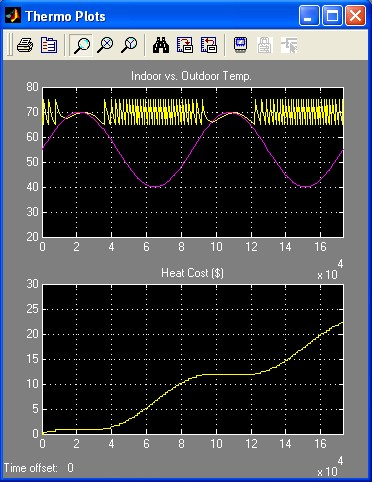 Thermo Plots
Indoor vs. Outdoor Temp.
80
70
60
50
40
30
20
0 2 4 6 8 10 12 14 16
x 10 4
Heat Cost ($)
30
25
20
15
10
5
0
0 2 4 6 8 10 12 14 16
Time offset: 0
x 10 4